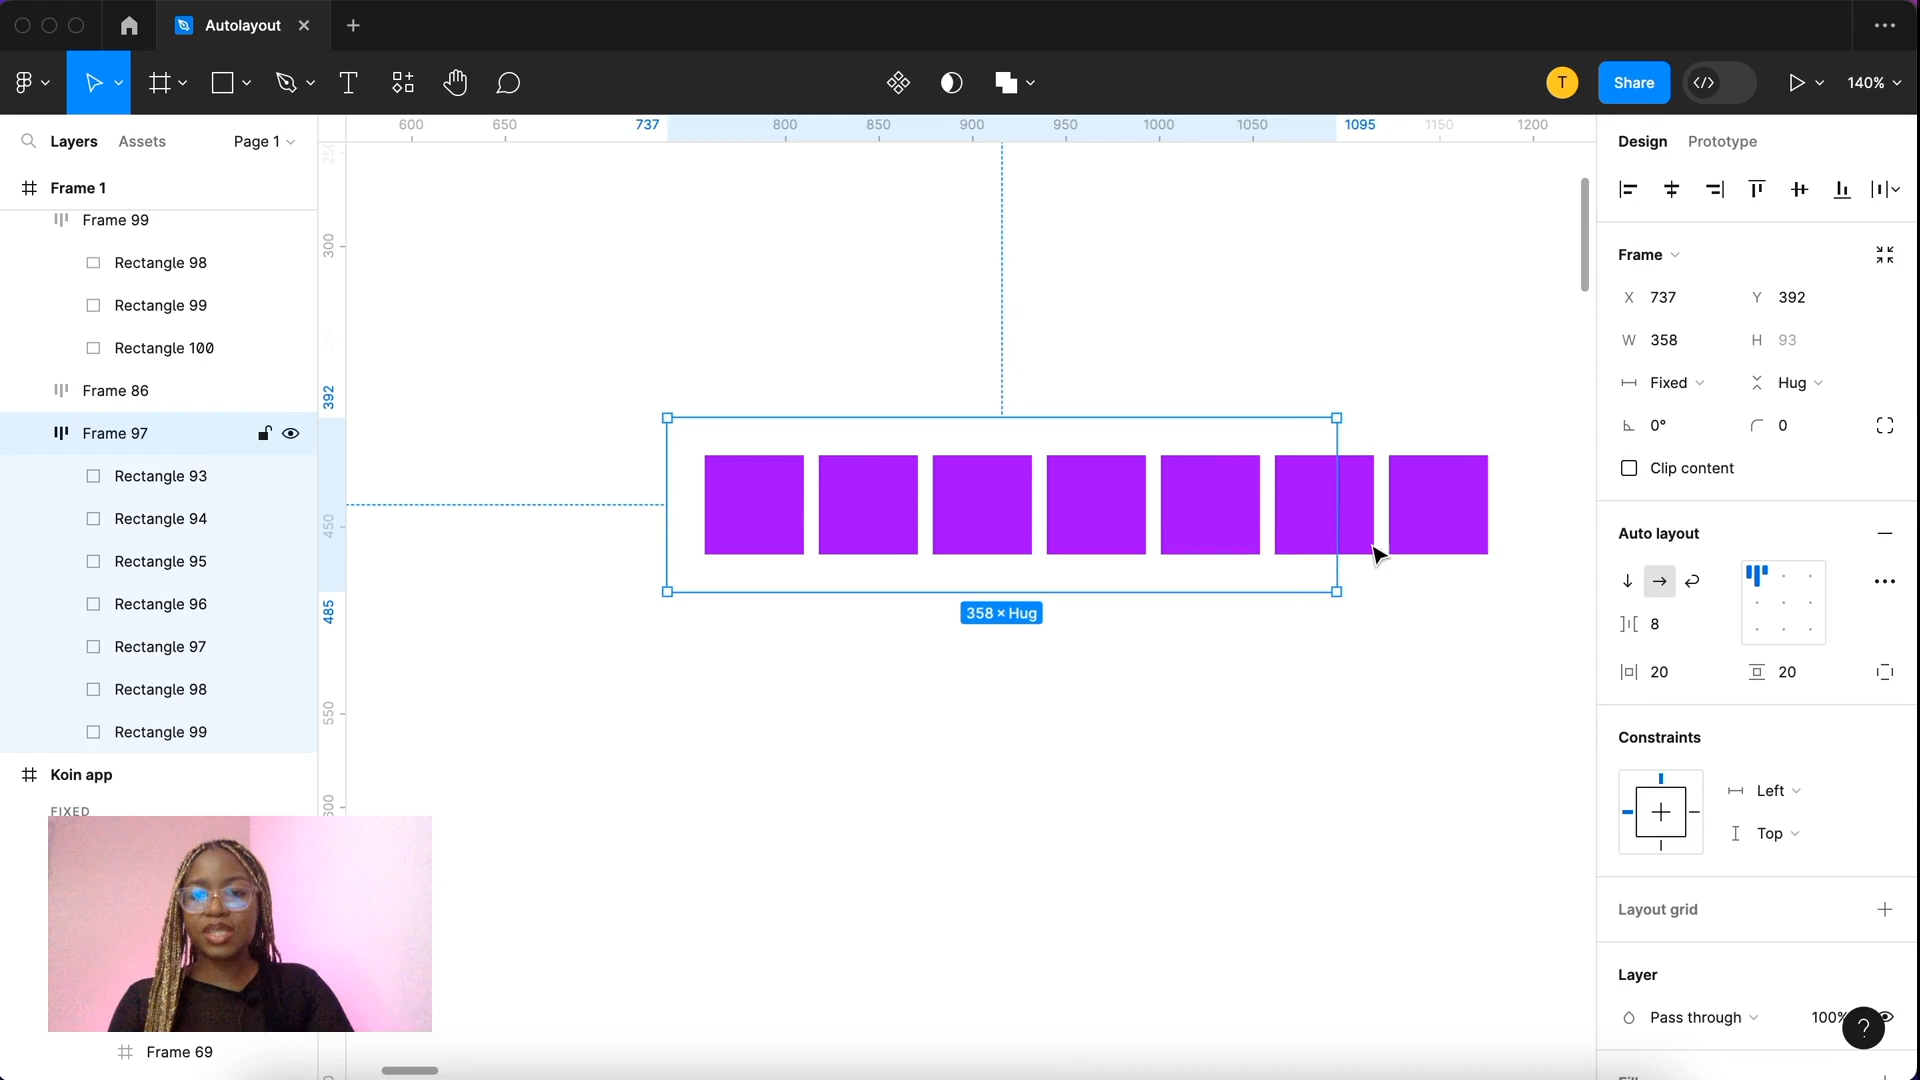 Autolayout
T
Share
140%
Layers
Assets
Page 1
600
650
737
800
850
900
950
1000
1050
1095
1150
1200
Design
Prototype
Frame 1
Frame 99
Rectangle 98
Rectangle 99
Rectangle 100
Frame 86
Frame 97
Rectangle 93
Rectangle 94
Rectangle 95
Rectangle 96
Rectangle 97
Rectangle 98
Rectangle 99
Koin app
FIXED
Frame 69
250
300
350
392
450
485
550
600
358 × Hug
Frame
X 737
Y 392
W 358
H 93
Fixed
Hug
0°
0
Clip content
Auto layout
8
20
20
Constraints
Left
Top
Layout grid
Layer
Pass through
100%
?